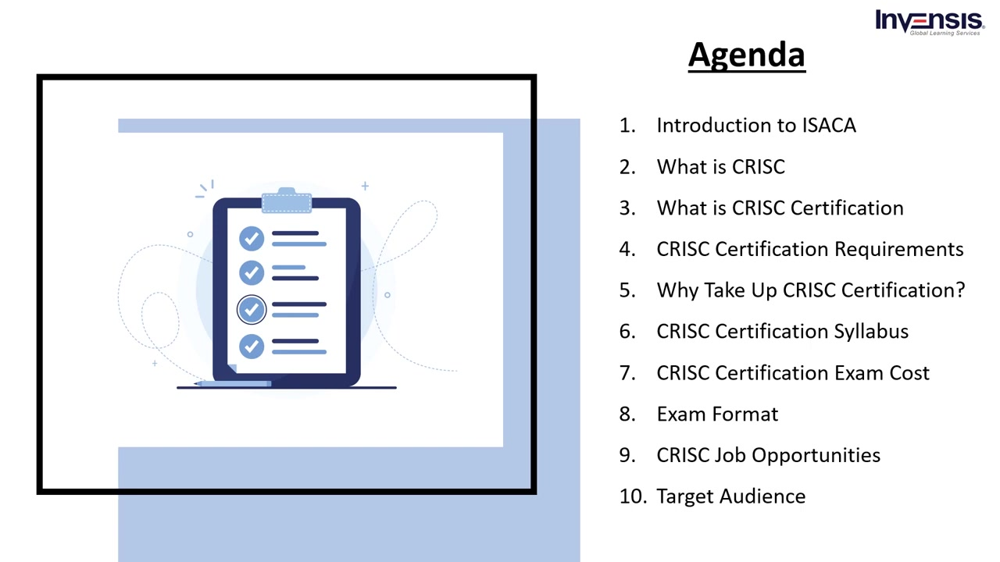 Invensis®
Global Learning Services
Agenda
1. Introduction to ISACA
2. What is CRISC
3. What is CRISC Certification
4. CRISC Certification Requirements
5. Why Take Up CRISC Certification?
6. CRISC Certification Syllabus
7. CRISC Certification Exam Cost
8. Exam Format
9. CRISC Job Opportunities
10. Target Audience